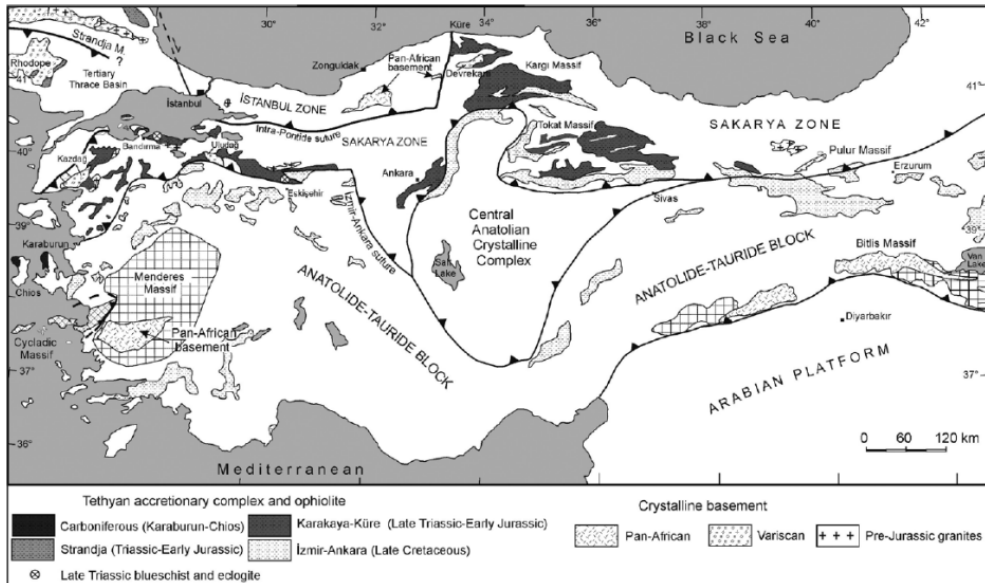 30°
32°
Küre
34°
36°
38°
40°
42°
Black Sea
Strandja M.
?
Rhodope
41
Tertiary
Thrace Basin
Zonguldak
Pan-African
basement
Devrekani
Kargı Massif
41°
İstanbul
İSTANBUL ZONE
Intra-Pontide suture
SAKARYA ZONE
Tokat Massif
SAKARYA ZONE
Bandırma
Uludağ
40°
Kazdağ
Pulur Massif
Erzurum
Ankara
Eskişehir
Sivas
39°
Karaburun
İzmir-Ankara suture
Central
Anatolian
Crystalline
Complex
39°
Bitlis Massif
Van
Lake
Salt
Lake
ANATOLIDE-TAURIDE BLOCK
ANATOLIDE-TAURIDE BLOCK
Chios
Menderes
Massif
Diyarbakır
Pan-African
basement
Cycladic
Massif
37°
37°
ARABIAN PLATFORM
36°
0 60 120 km
Mediterranean
Tethyan accretionary complex and ophiolite
Carboniferous (Karaburun-Chios)
Karakaya-Küre (Late Triassic-Early Jurassic)
Strandja (Triassic-Early Jurassic)
İzmir-Ankara (Late Cretaceous)
Late Triassic blueschist and eclogite
Crystalline basement
Pan-African
Variscan
Pre-Jurassic granites